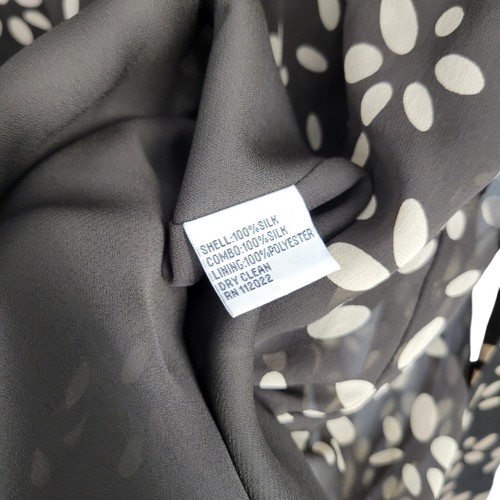 SHELL:100%SILK
COMBO:100%SILK
LINING:100%POLYESTER
DRY CLEAN
RN 112022